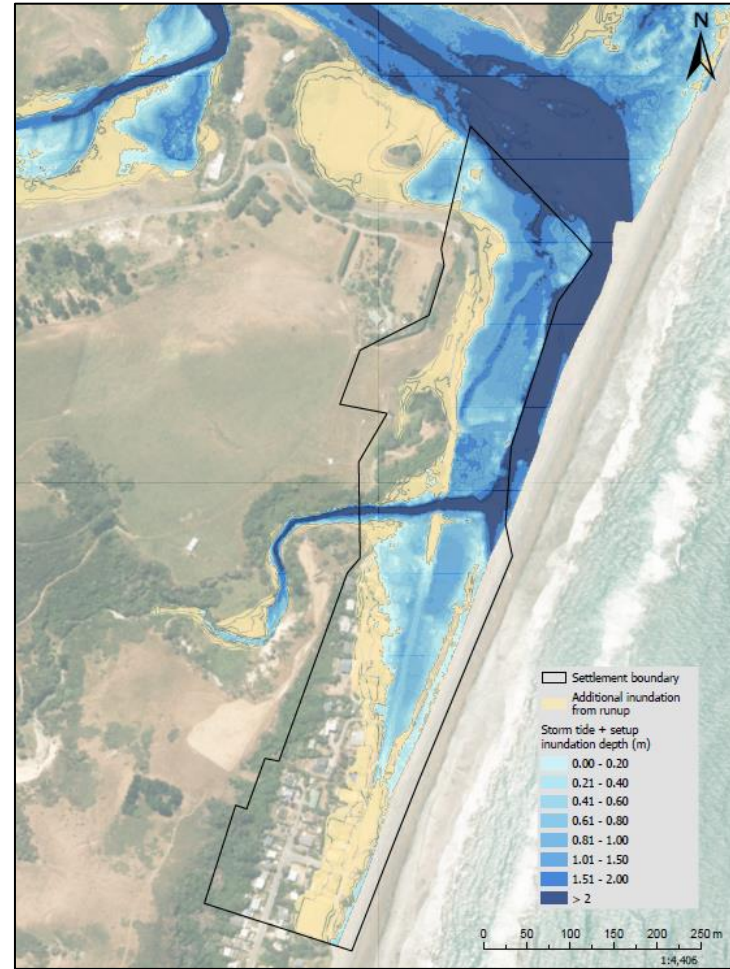 N
Settlement boundary
Additional inundation
from runup
Storm tide + setup
inundation depth (m)
0.00 - 0.20
0.21 - 0.40
0.41 - 0.60
0.61 - 0.80
0.81 - 1.00
1.01 - 1.50
1.51 - 2.00
> 2
0 50 100 150 200 250 m
1:4,406